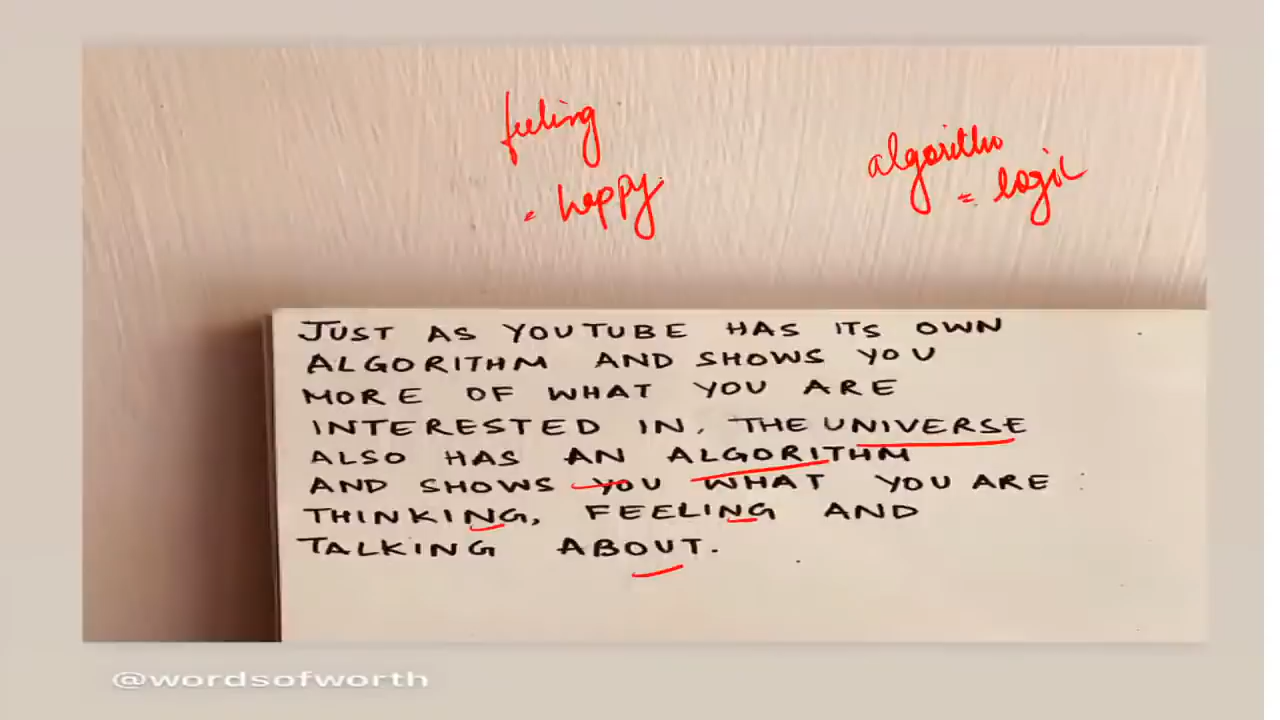 feeling
= happy
algorithm
= logic
JUST AS YOUTUBE HAS ITS OWN
ALGORITHM AND SHOWS YOU
MORE OF WHAT YOU ARE
INTERESTED IN, THE UNIVERSE
ALSO HAS AN ALGORITHM
AND SHOWS YOU WHAT YOU ARE
THINKING, FEELING AND
TALKING ABOUT.
@wordsofworth